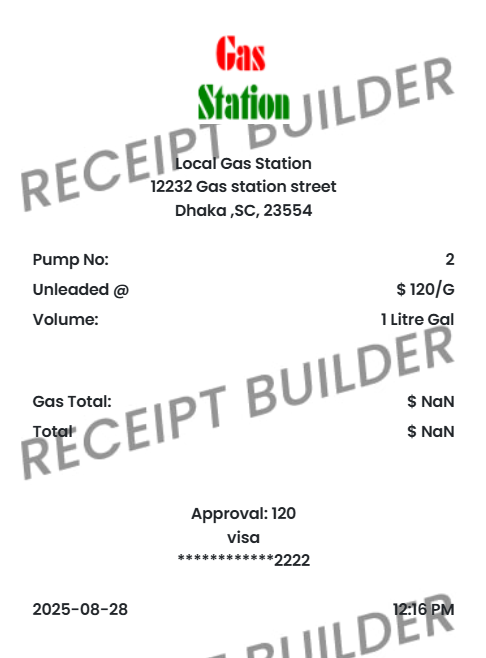 Gas
Station
RECEIPT BUILDER
Local Gas Station
12232 Gas station street
Dhaka ,SC, 23554
Pump No: 2
Unleaded @ $ 120/G
Volume: 1 Litre Gal
RECEIPT BUILDER
Gas Total: $ NaN
Total $ NaN
Approval: 120
visa
************2222
2025-08-28 12:16 PM
BUILDER